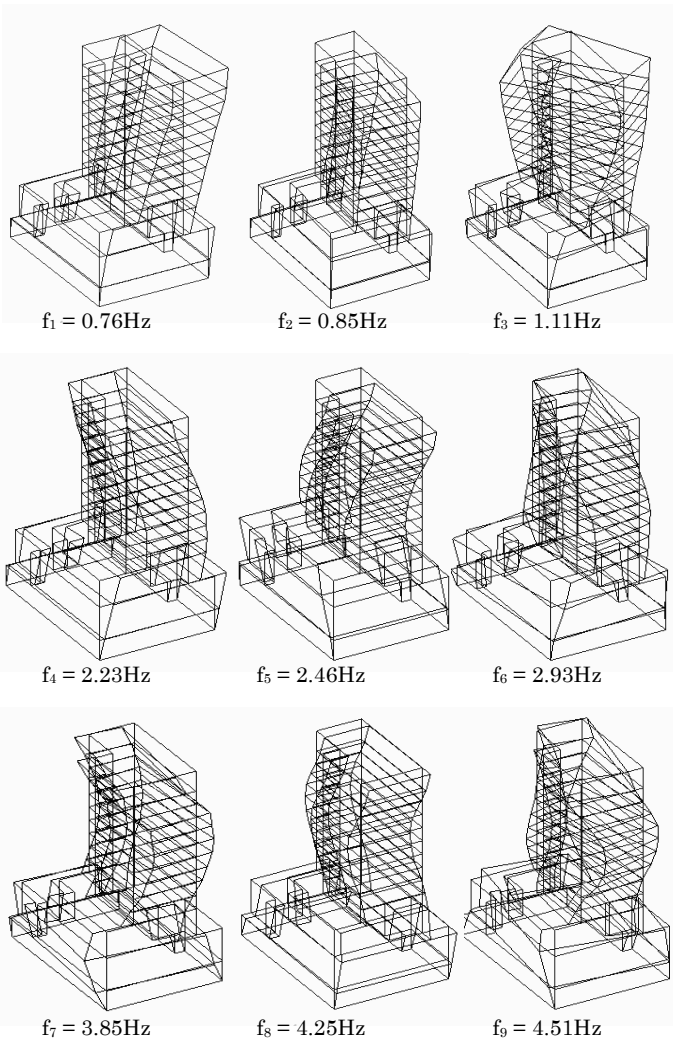 f₁ = 0.76Hz
f₂ = 0.85Hz
f₃ = 1.11Hz
f₄ = 2.23Hz
f₅ = 2.46Hz
f₆ = 2.93Hz
f₇ = 3.85Hz
f₈ = 4.25Hz
f₉ = 4.51Hz